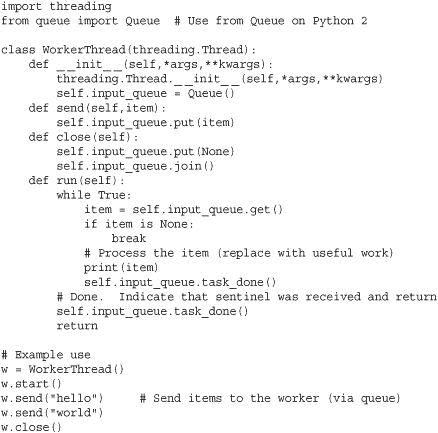 import threading
from queue import Queue  # Use from Queue on Python 2

class WorkerThread(threading.Thread):
    def __init__(self,*args,**kwargs):
        threading.Thread.__init__(self,*args,**kwargs)
        self.input_queue = Queue()
    def send(self,item):
        self.input_queue.put(item)
    def close(self):
        self.input_queue.put(None)
        self.input_queue.join()
    def run(self):
        while True:
            item = self.input_queue.get()
            if item is None:
                break
            # Process the item (replace with useful work)
            print(item)
            self.input_queue.task_done()
        # Done.  Indicate that sentinel was received and return
        self.input_queue.task_done()
        return

# Example use
w = WorkerThread()
w.start()
w.send("hello")     # Send items to the worker (via queue)
w.send("world")
w.close()